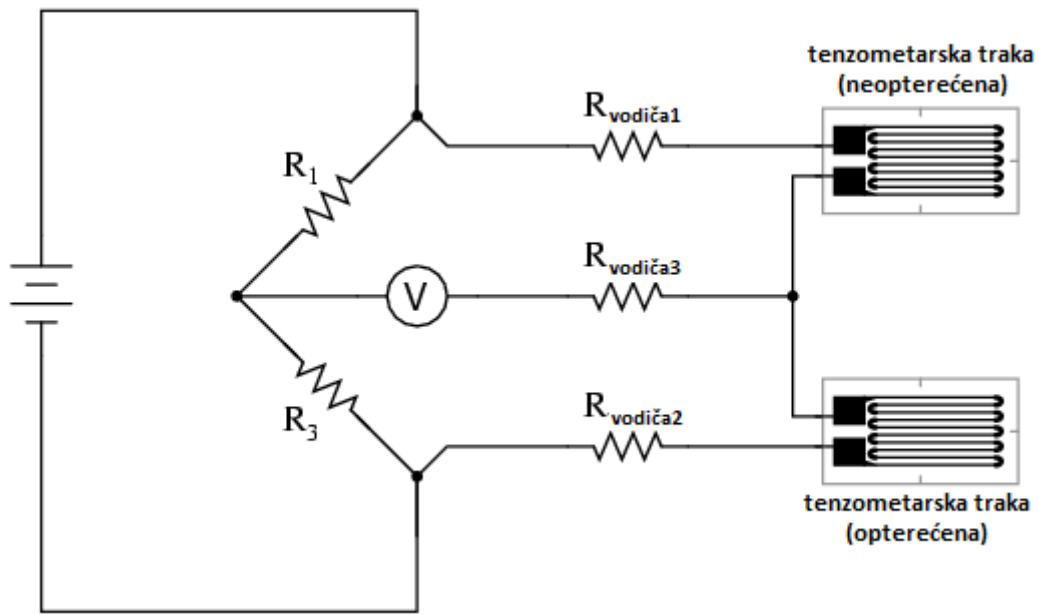 tenzometarska traka
(neopterećena)
Rvodiča1
R1
Rvodiča3
V
R3
Rvodiča2
tenzometarska traka
(opterećena)